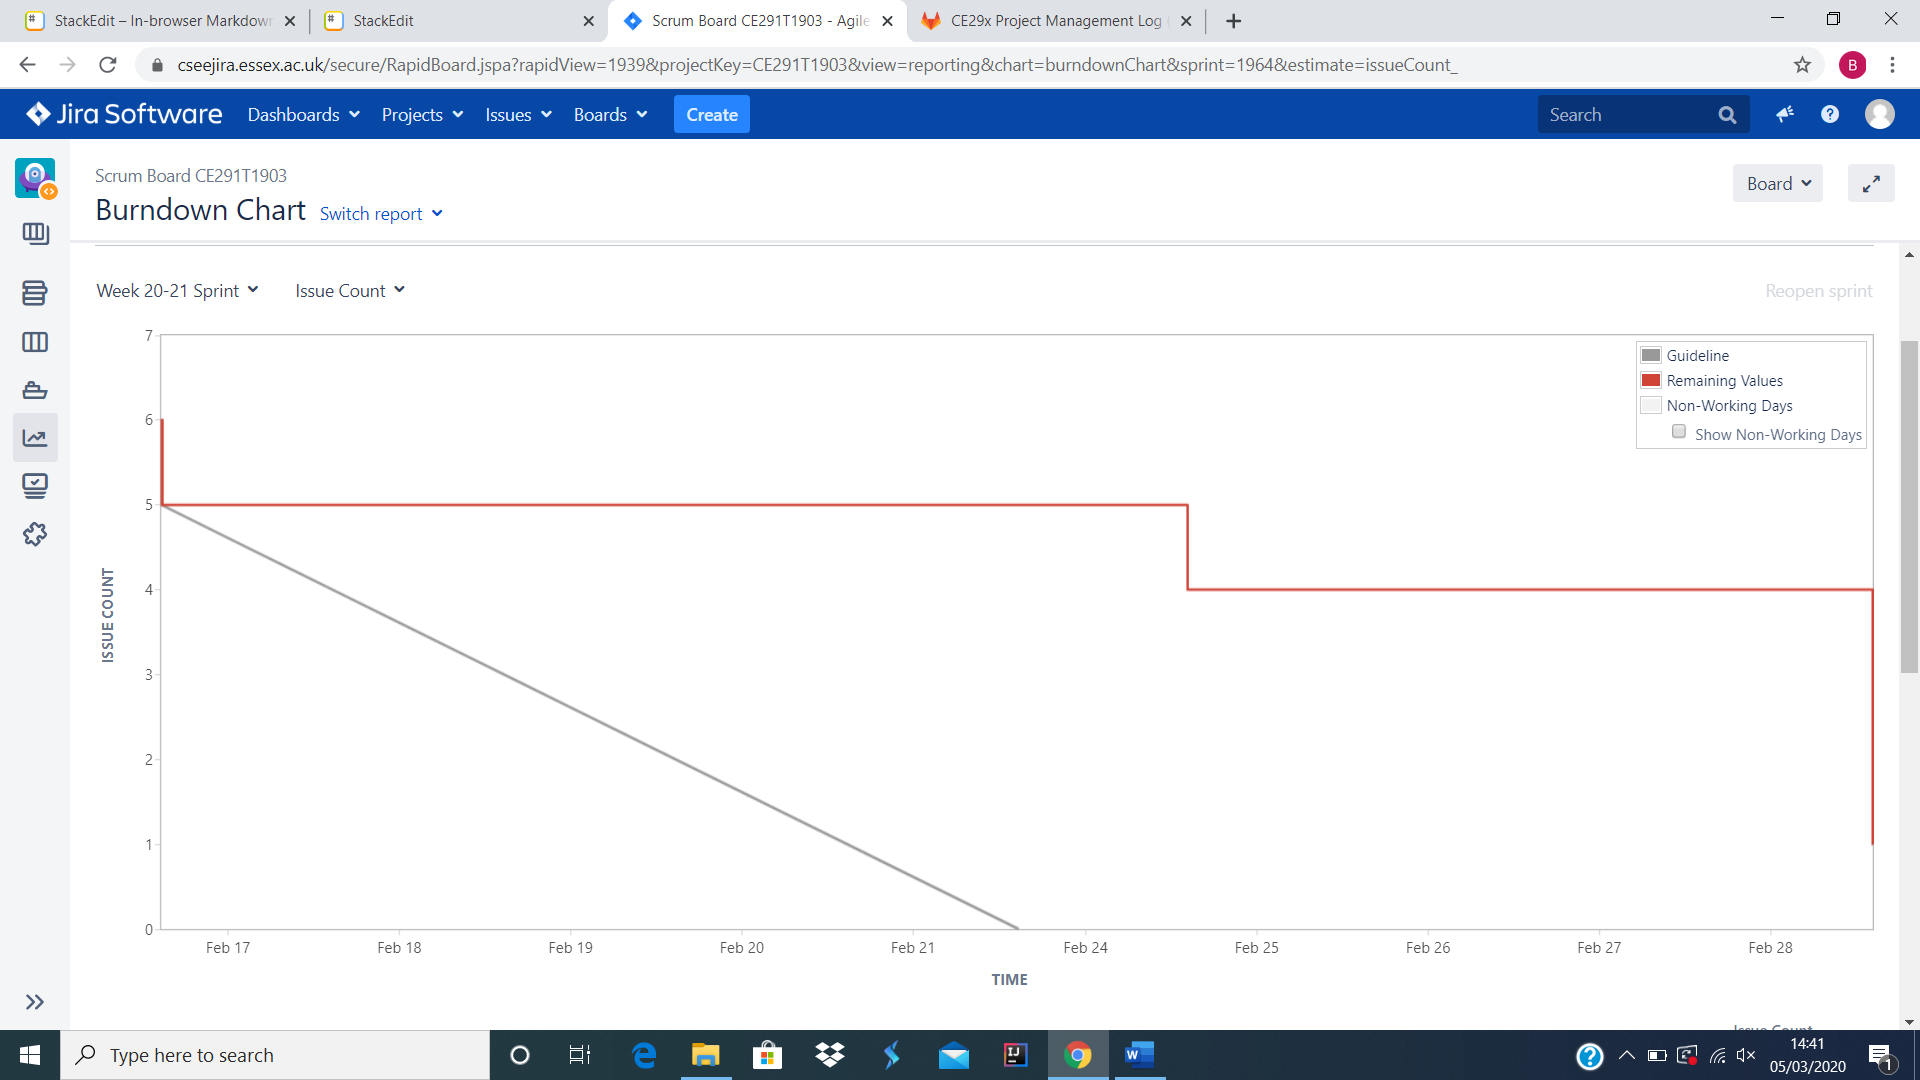 StackEdit – In-browser Markdown
StackEdit
Scrum Board CE291T1903 - Agile
CE29x Project Management Log
cseejira.essex.ac.uk/secure/RapidBoard.jspa?rapidView=1939&projectKey=CE291T1903&view=reporting&chart=burndownChart&sprint=1964&estimate=issueCount_
B
Jira Software
Dashboards
Projects
Issues
Boards
Create
Search
Scrum Board CE291T1903
Burndown Chart
Switch report
Board
Week 20-21 Sprint
Issue Count
Reopen sprint
7
6
5
4
3
2
1
0
ISSUE COUNT
Guideline
Remaining Values
Non-Working Days
Show Non-Working Days
Feb 17
Feb 18
Feb 19
Feb 20
Feb 21
Feb 24
Feb 25
Feb 26
Feb 27
Feb 28
TIME
Issue Count
Type here to search
14:41
05/03/2020
1